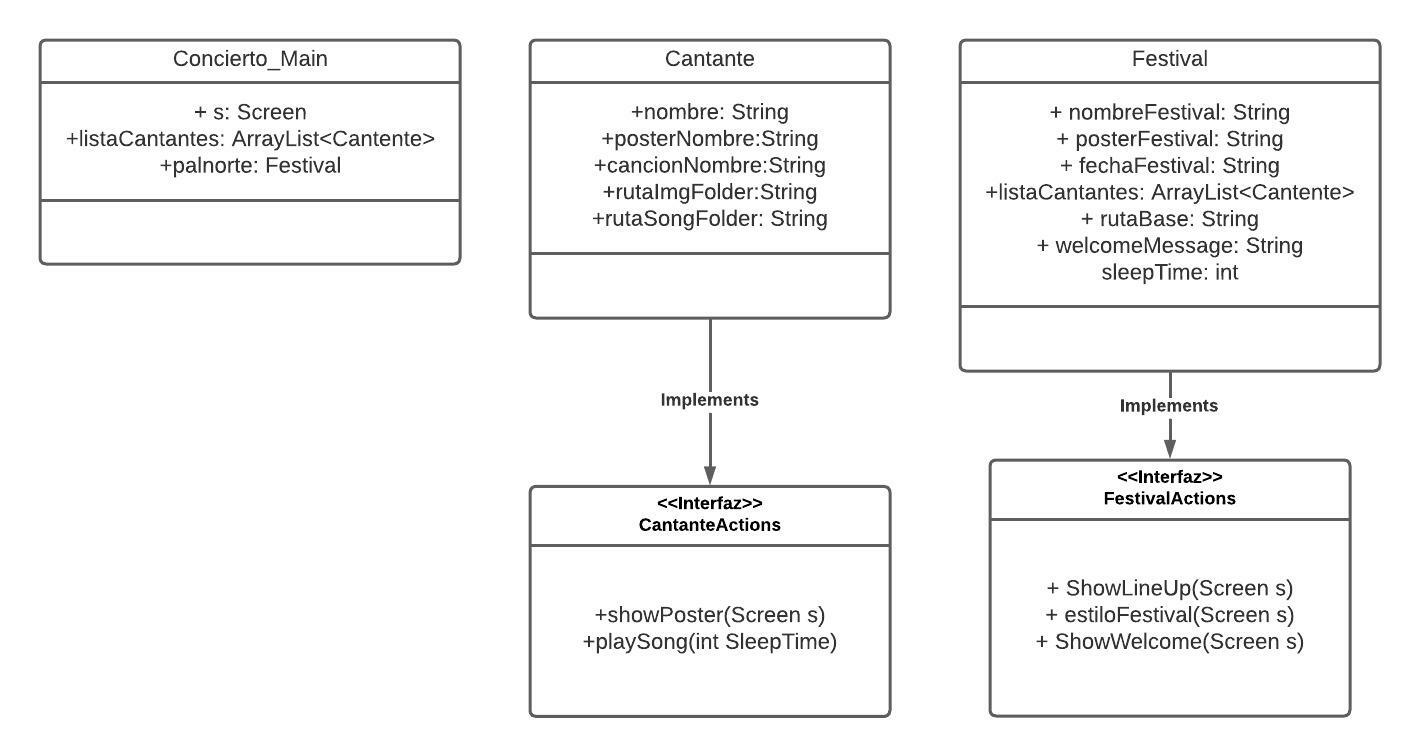 Concierto_Main
+ s: Screen
+listaCantantes: ArrayList<Cantente>
+palnorte: Festival
Cantante
+nombre: String
+posterNombre:String
+cancionNombre:String
+rutaImgFolder:String
+rutaSongFolder: String
Implements
<<Interfaz>>
CantanteActions
+showPoster(Screen s)
+playSong(int SleepTime)
Festival
+ nombreFestival: String
+ posterFestival: String
+ fechaFestival: String
+listaCantantes: ArrayList<Cantente>
+ rutaBase: String
+ welcomeMessage: String
sleepTime: int
Implements
<<Interfaz>>
FestivalActions
+ ShowLineUp(Screen s)
+ estiloFestival(Screen s)
+ ShowWelcome(Screen s)